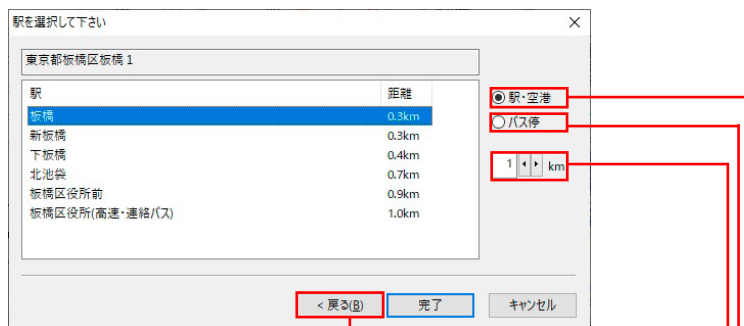 駅を選択して下さい
東京都板橋区板橋1
駅 距離
板橋 0.3km
新板橋 0.3km
下板橋 0.4km
北池袋 0.7km
板橋区役所前 0.9km
板橋区役所(高速・連絡バス) 1.0km
駅・空港
バス停
1 km
< 戻る(B) 完了 キャンセル